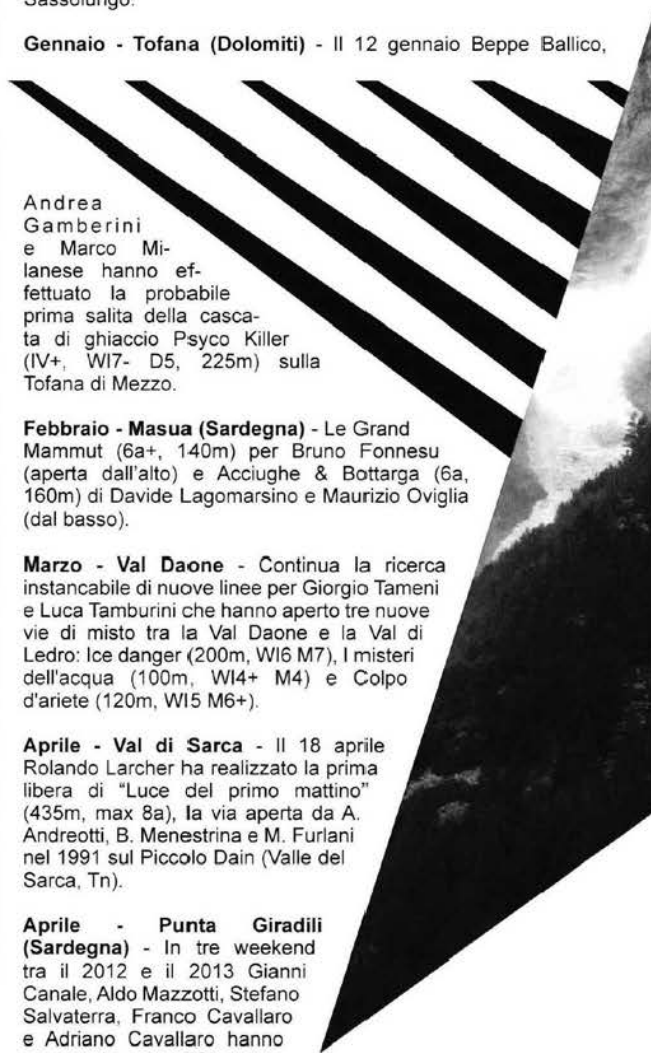 Sassolungo.
Gennaio - Tofana (Dolomiti) - Il 12 gennaio Beppe Ballico,
Andrea
Gamberini
e Marco Mi-
lanese hanno ef-
fettuato la probabile
prima salita della casca-
ta di ghiaccio Psyco Killer
(IV+, WI7- D5, 225m) sulla
Tofana di Mezzo.
Febbraio - Masua (Sardegna) - Le Grand
Mammut (6a+, 140m) per Bruno Fonnesu
(aperta dall'alto) e Acciughe & Bottarga (6a,
160m) di Davide Lagomarsino e Maurizio Oviglia
(dal basso).
Marzo - Val Daone - Continua la ricerca
instancabile di nuove linee per Giorgio Tameni
e Luca Tamburini che hanno aperto tre nuove
vie di misto tra la Val Daone e la Val di
Ledro: Ice danger (200m, WI6 M7), I misteri
dell'acqua (100m, WI4+ M4) e Colpo
d'ariete (120m, WI5 M6+).
Aprile - Val di Sarca - Il 18 aprile
Rolando Larcher ha realizzato la prima
libera di "Luce del primo mattino"
(435m, max 8a), la via aperta da A.
Andreotti, B. Menestrina e M. Furlani
nel 1991 sul Piccolo Dain (Valle del
Sarca, Tn).
Aprile - Punta Giradili
(Sardegna) - In tre weekend
tra il 2012 e il 2013 Gianni
Canale, Aldo Mazzotti, Stefano
Salvaterra, Franco Cavallaro
e Adriano Cavallaro hanno